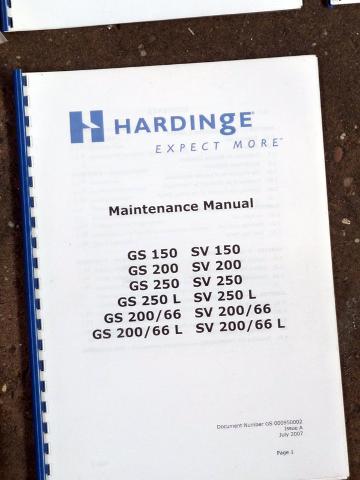 HARDINgE®
EXPECT MORE™
Maintenance Manual
GS 150 SV 150
GS 200 SV 200
GS 250 SV 250
GS 250 L SV 250 L
GS 200/66 SV 200/66
GS 200/66 L SV 200/66 L
Document Number GS 000950002
Issue A
July 2007
Page 1